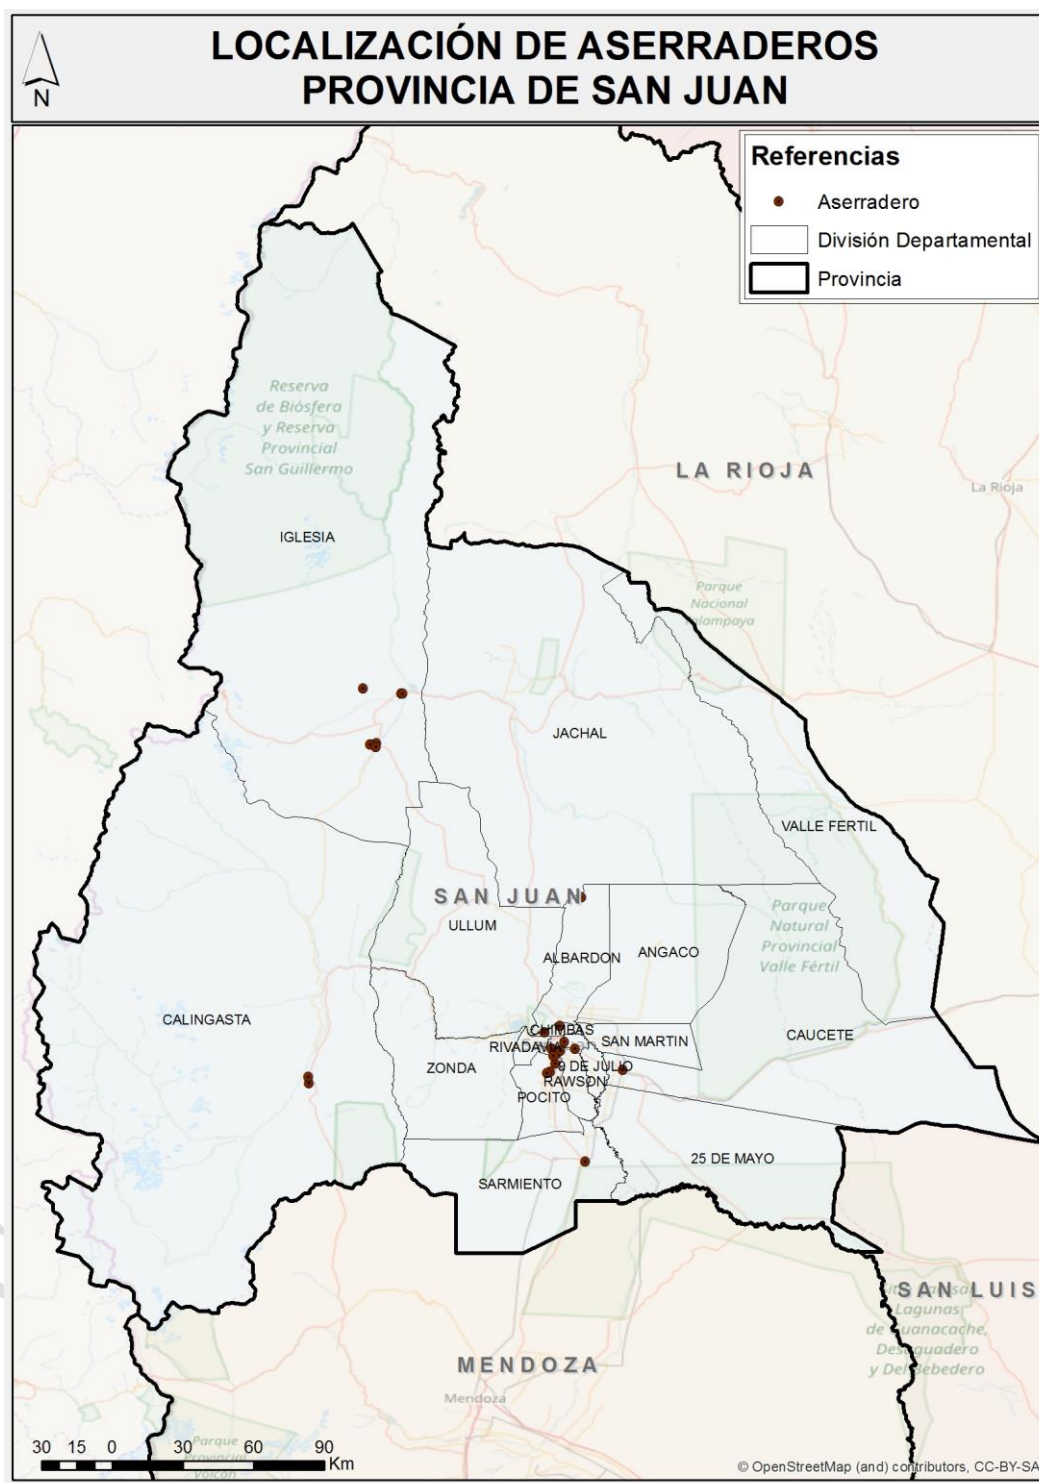 LOCALIZACIÓN DE ASERRADEROS
PROVINCIA DE SAN JUAN
N
Referencias
Aserradero
División Departamental
Provincia
Reserva
de Biósfera
y Reserva
Provincial
San Guillermo
LA RIOJA
La Rioja
IGLESIA
Parque
Nacional
JACHAL
VALLE FERTIL
SAN JUAN
Parque
Natural
Provincial
Valle Fértil
ULLUM
ALBARDON
ANGACO
CALINGASTA
CHIMBAS
CAUCETE
RIVADAVIA
SAN MARTIN
ZONDA
9 DE JULIO
RAWSON
POCITO
25 DE MAYO
SARMIENTO
SAN LUIS
Lagunas
de Guanacache,
Desaguadero
y Del Bebedero
MENDOZA
Mendoza
30 15 0 30 60 90
Km
Parque
Provincial
Volcán
© OpenStreetMap (and) contributors, CC-BY-SA